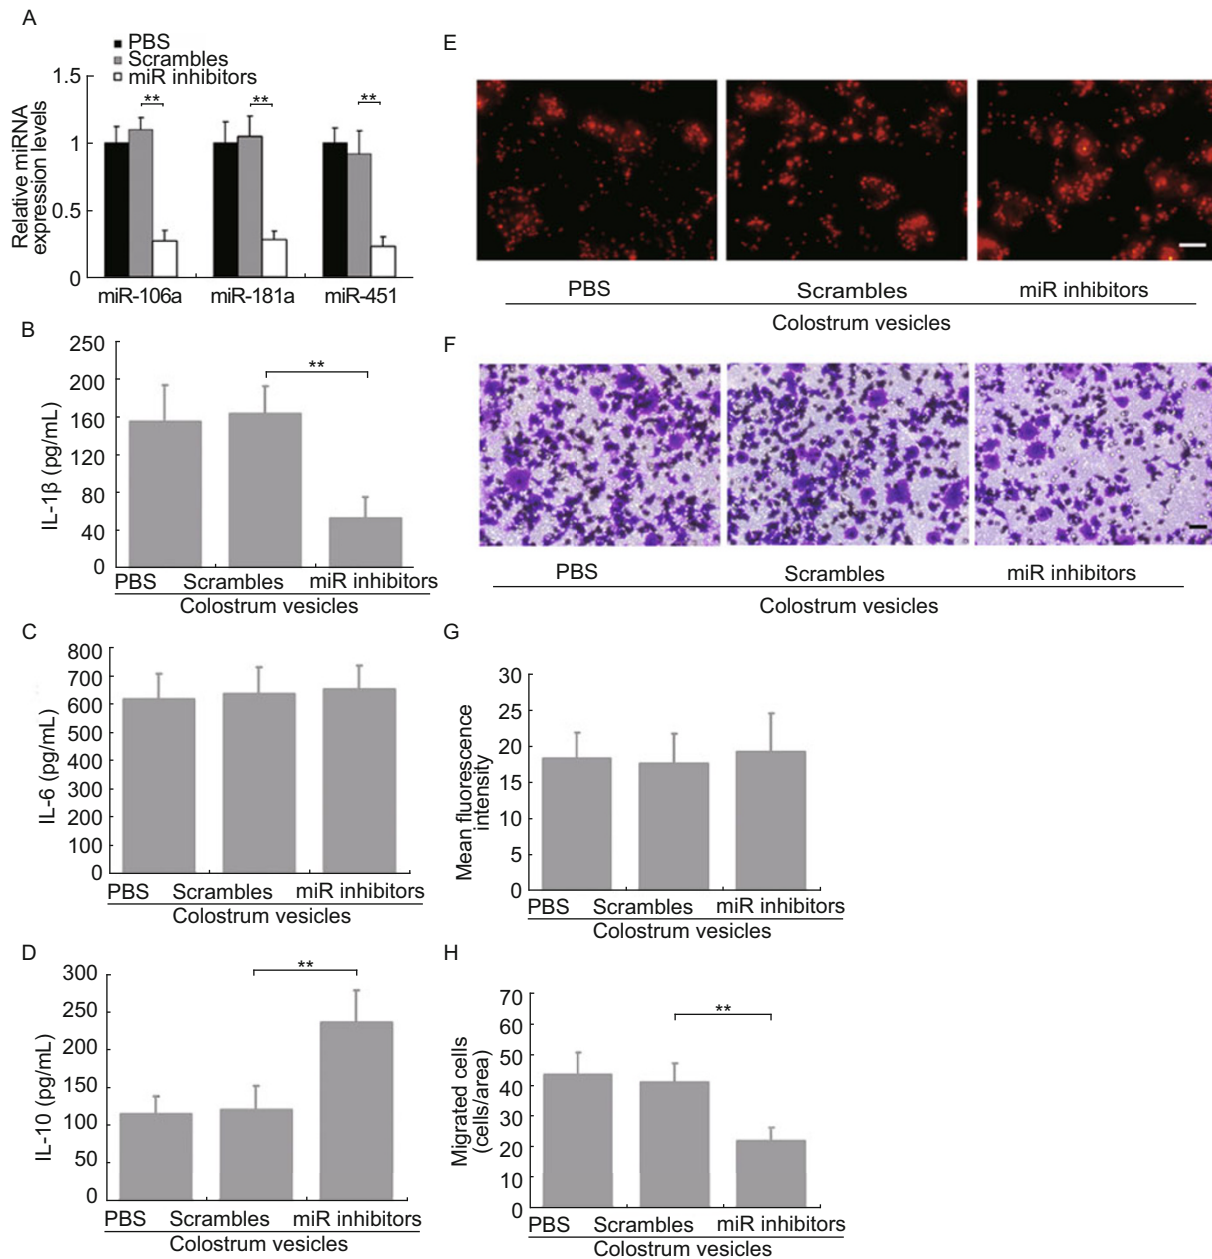 A
PBS
Scrambles
miR inhibitors
1.5
1
0.5
0
Relative miRNA
expression levels
**
**
**
miR-106a
miR-181a
miR-451
B
250
200
160
120
80
40
0
IL-1β (pg/mL)
**
PBS
Scrambles
miR inhibitors
Colostrum vesicles
C
800
700
600
500
400
300
200
100
0
IL-6 (pg/mL)
PBS
Scrambles
miR inhibitors
Colostrum vesicles
D
300
250
200
150
100
50
0
IL-10 (pg/mL)
**
PBS
Scrambles
miR inhibitors
Colostrum vesicles
E
PBS
Scrambles
miR inhibitors
Colostrum vesicles
F
PBS
Scrambles
miR inhibitors
Colostrum vesicles
G
30
25
20
15
10
5
0
Mean fluorescence
intensity
PBS
Scrambles
miR inhibitors
Colostrum vesicles
H
70
60
50
40
30
20
10
0
Migrated cells
(cells/area)
**
PBS
Scrambles
miR inhibitors
Colostrum vesicles